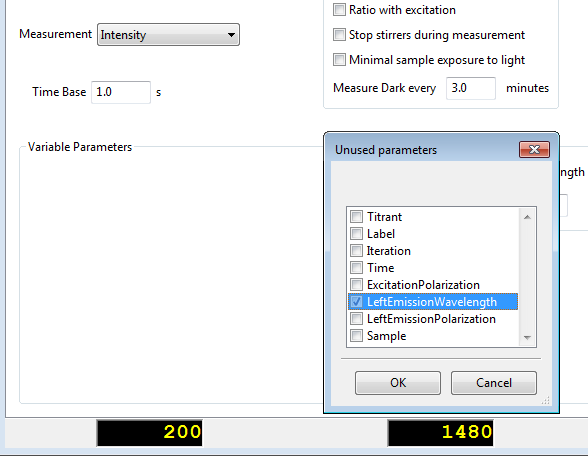 Ratio with excitation
Measurement Intensity
Stop stirrers during measurement
Minimal sample exposure to light
Time Base 1.0 s
Measure Dark every 3.0 minutes
Variable Parameters
Unused parameters
ngth
Titrant
Label
Iteration
Time
ExcitationPolarization
LeftEmissionWavelength
LeftEmissionPolarization
Sample
OK Cancel
200 1480